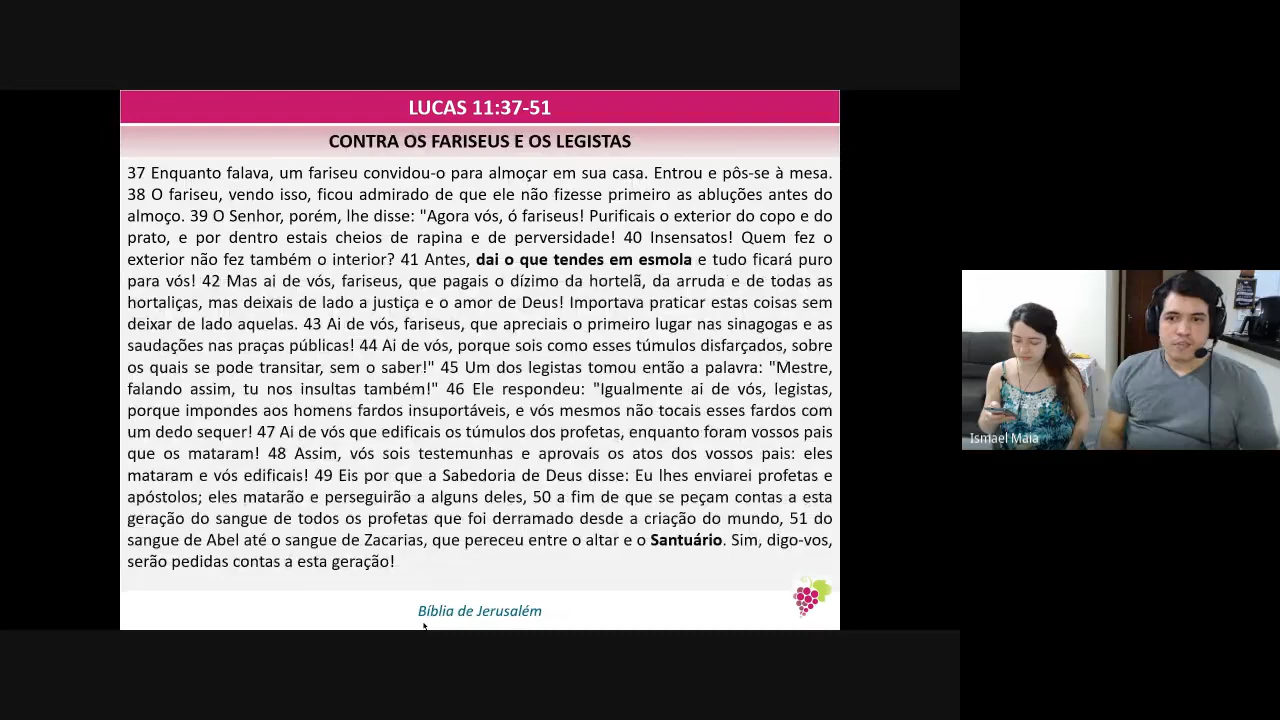 LUCAS 11:37-51
CONTRA OS FARISEUS E OS LEGISTAS
37 Enquanto falava, um fariseu convidou-o para almoçar em sua casa. Entrou e pôs-se à mesa.
38 O fariseu, vendo isso, ficou admirado de que ele não fizesse primeiro as abluções antes do
almoço. 39 O Senhor, porém, lhe disse: "Agora vós, ó fariseus! Purificais o exterior do copo e do
prato, e por dentro estais cheios de rapina e de perversidade! 40 Insensatos! Quem fez o
exterior não fez também o interior? 41 Antes, dai o que tendes em esmola e tudo ficará puro
para vós! 42 Mas ai de vós, fariseus, que pagais o dízimo da hortelã, da arruda e de todas as
hortaliças, mas deixais de lado a justiça e o amor de Deus! Importava praticar estas coisas sem
deixar de lado aquelas. 43 Ai de vós, fariseus, que apreciais o primeiro lugar nas sinagogas e as
saudações nas praças públicas! 44 Ai de vós, porque sois como esses túmulos disfarçados, sobre
os quais se pode transitar, sem o saber!" 45 Um dos legistas tomou então a palavra: "Mestre,
falando assim, tu nos insultas também!" 46 Ele respondeu: "Igualmente ai de vós, legistas,
porque impondes aos homens fardos insuportáveis, e vós mesmos não tocais esses fardos com
um dedo sequer! 47 Ai de vós que edificais os túmulos dos profetas, enquanto foram vossos pais
que os mataram! 48 Assim, vós sois testemunhas e aprovais os atos dos vossos pais: eles
mataram e vós edificais! 49 Eis por que a Sabedoria de Deus disse: Eu lhes enviarei profetas e
apóstolos; eles matarão e perseguirão a alguns deles, 50 a fim de que se peçam contas a esta
geração do sangue de todos os profetas que foi derramado desde a criação do mundo, 51 do
sangue de Abel até o sangue de Zacarias, que pereceu entre o altar e o Santuário. Sim, digo-vos,
serão pedidas contas a esta geração!
Bíblia de Jerusalém
Ismael Maia